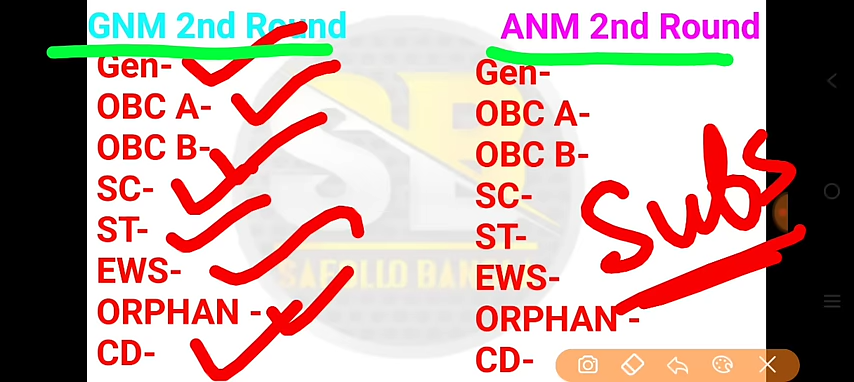 GNM 2nd Round
Gen-
OBC A-
OBC B-
SC-
ST-
EWS-
ORPHAN -
CD-
ANM 2nd Round
Gen-
OBC A-
OBC B-
SC-
ST-
EWS-
ORPHAN -
CD-
Subs
SB